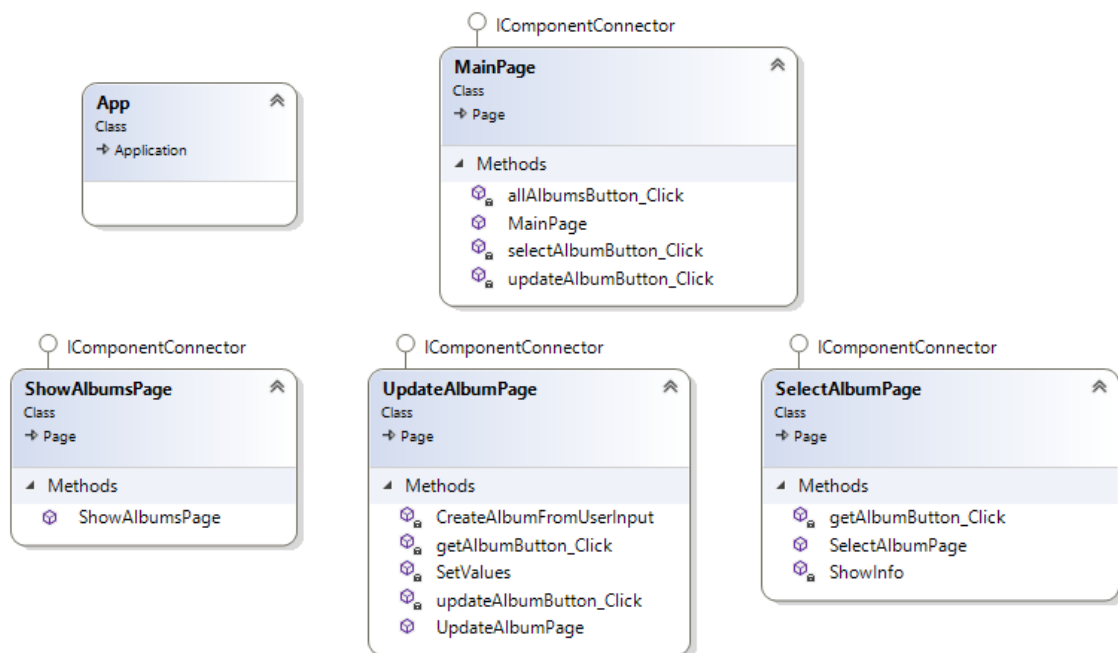 IComponentConnector
App
Class
Application
MainPage
Class
Page
Methods
allAlbumsButton_Click
MainPage
selectAlbumButton_Click
updateAlbumButton_Click
IComponentConnector
ShowAlbumsPage
Class
Page
Methods
ShowAlbumsPage
IComponentConnector
UpdateAlbumPage
Class
Page
Methods
CreateAlbumFromUserInput
getAlbumButton_Click
SetValues
updateAlbumButton_Click
UpdateAlbumPage
IComponentConnector
SelectAlbumPage
Class
Page
Methods
getAlbumButton_Click
SelectAlbumPage
ShowInfo